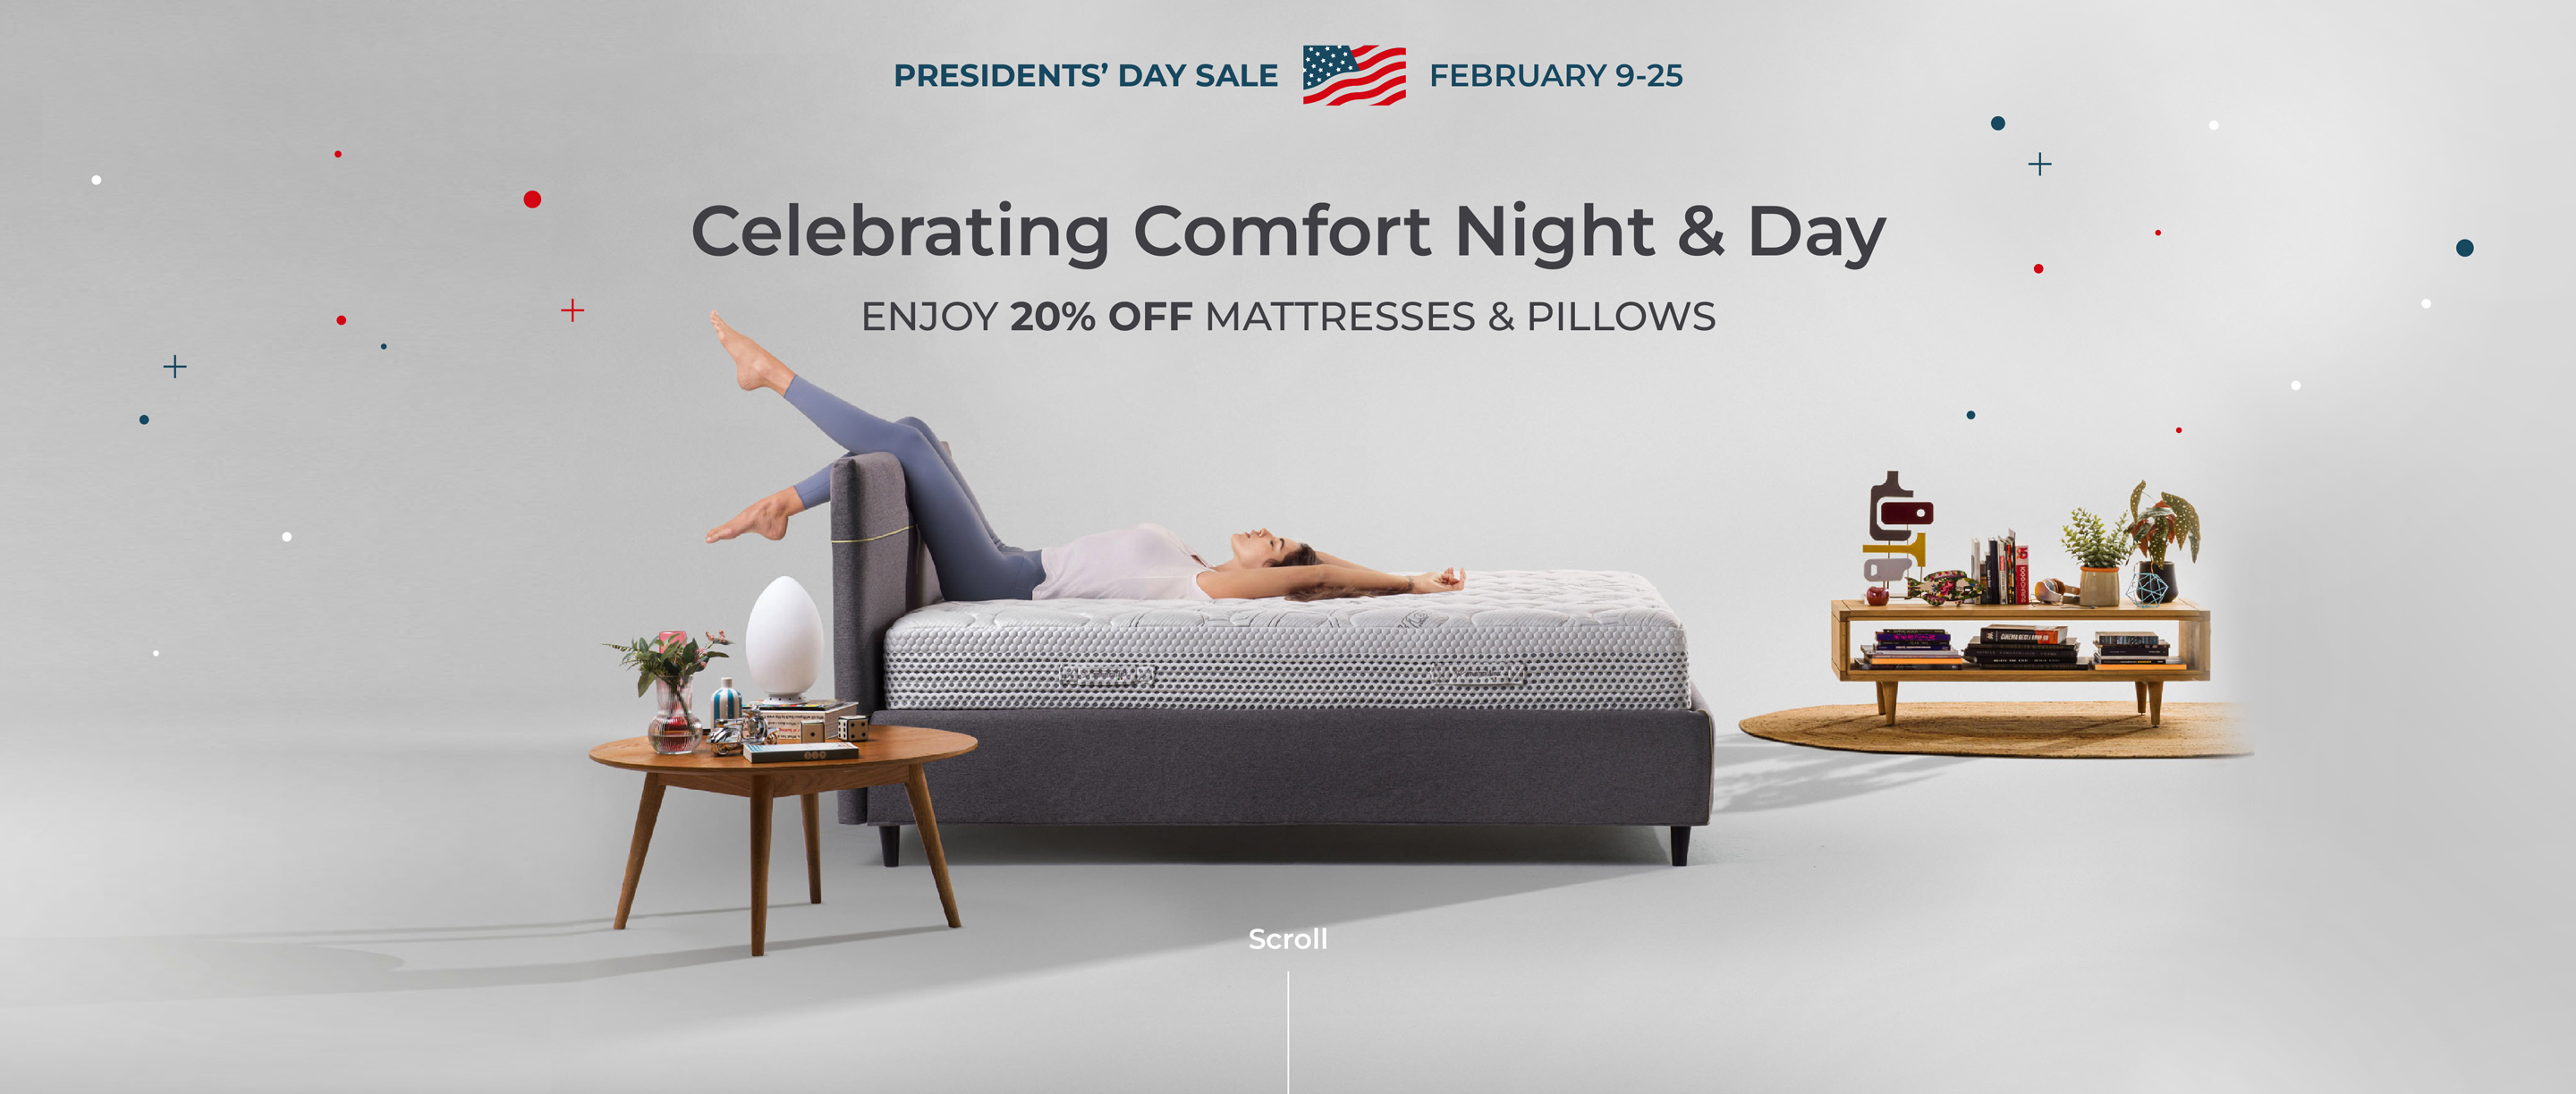 PRESIDENTS’ DAY SALE FEBRUARY 9-25
Celebrating Comfort Night & Day
ENJOY 20% OFF MATTRESSES & PILLOWS
Scroll